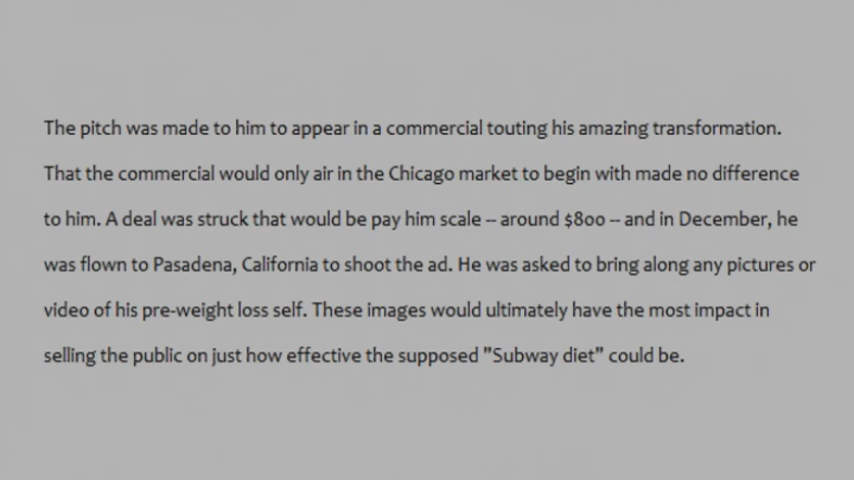 The pitch was made to him to appear in a commercial touting his amazing transformation.
That the commercial would only air in the Chicago market to begin with made no difference
to him. A deal was struck that would be pay him scale -- around $800 -- and in December, he
was flown to Pasadena, California to shoot the ad. He was asked to bring along any pictures or
video of his pre-weight loss self. These images would ultimately have the most impact in
selling the public on just how effective the supposed "Subway diet" could be.